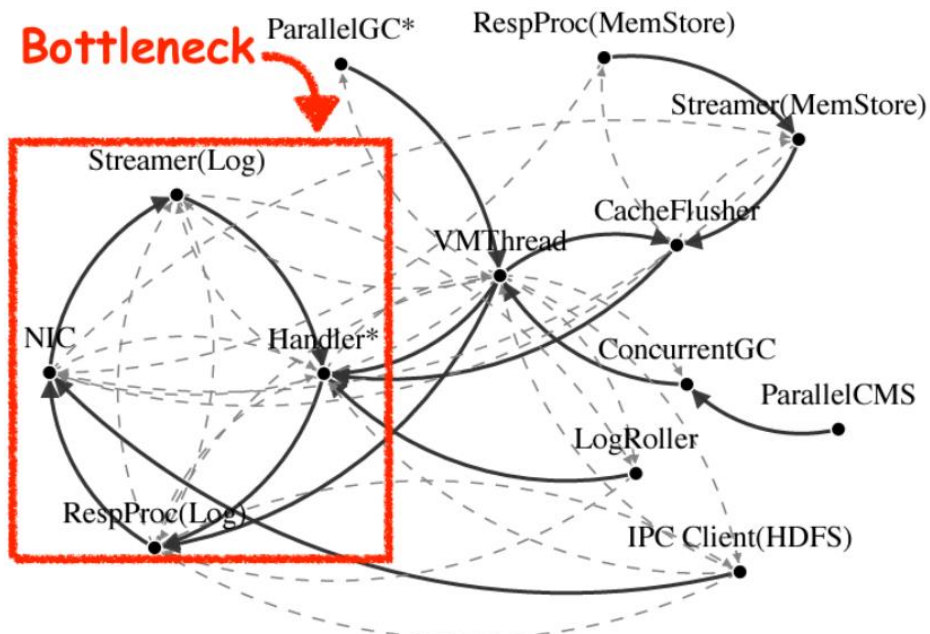 Bottleneck
ParallelGC*
RespProc(MemStore)
Streamer(MemStore)
Streamer(Log)
CacheFlusher
VMThread
NIC
Handler*
ConcurrentGC
ParallelCMS
LogRoller
RespProc(Log)
IPC Client(HDFS)